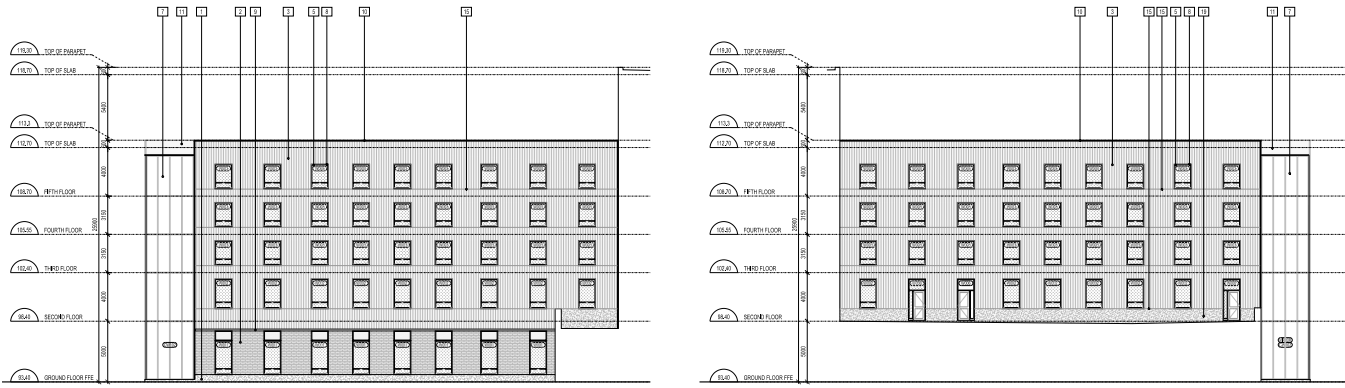 7 11 1 2 9 3 5 8 10 15
119,30 TOP OF PARAPET
118,70 TOP OF SLAB
5400
113,3 TOP OF PARAPET
112,70 TOP OF SLAB
4000
108,70 FIFTH FLOOR
3150
25900
105,55 FOURTH FLOOR
3150
102,40 THIRD FLOOR
4000
98,40 SECOND FLOOR
5000
93,40 GROUND FLOOR FFE
10 3 15 15 5 8 19 11 7
119,30 TOP OF PARAPET
118,70 TOP OF SLAB
5400
113,3 TOP OF PARAPET
112,70 TOP OF SLAB
4000
108,70 FIFTH FLOOR
3150
25900
105,55 FOURTH FLOOR
3150
102,40 THIRD FLOOR
4000
98,40 SECOND FLOOR
5000
93,40 GROUND FLOOR FFE